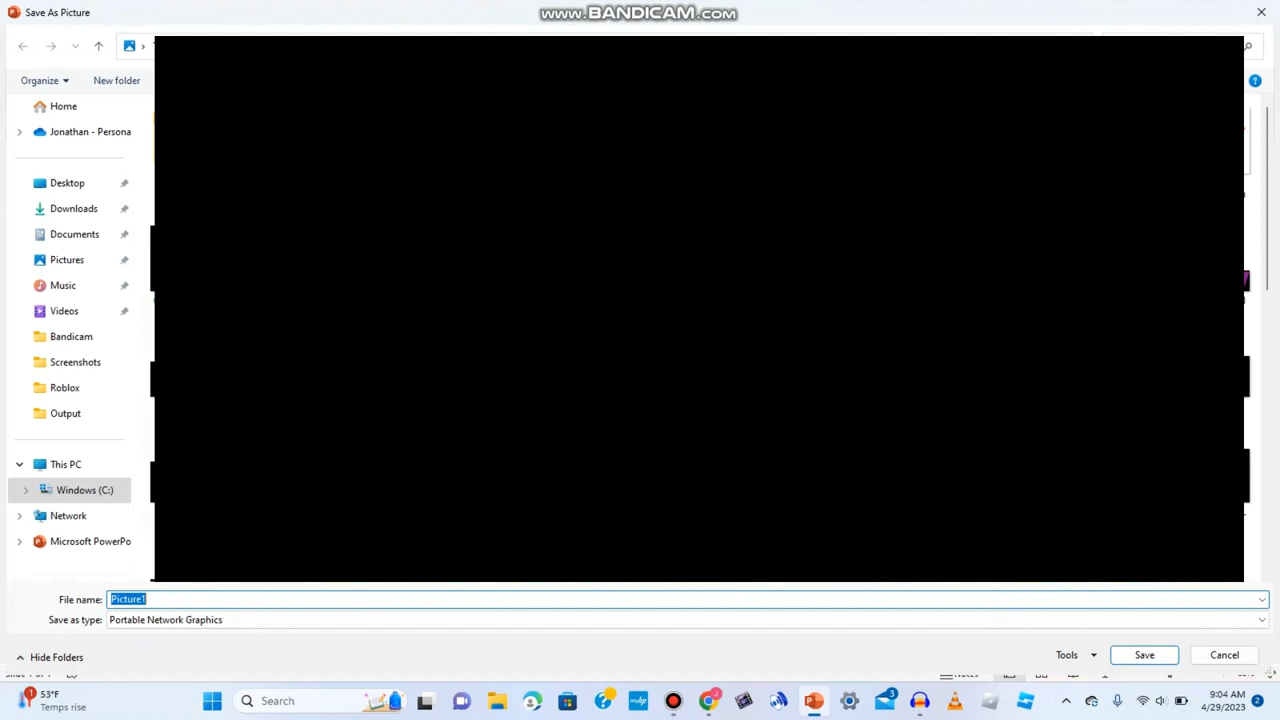 Save As Picture
www.BANDICAM.com
Organize
New folder
Home
Jonathan - Persona
Desktop
Downloads
Documents
Pictures
Music
Videos
Bandicam
Screenshots
Roblox
Output
This PC
Windows (C:)
Network
Microsoft PowerPo
File name: Picture1
Save as type: Portable Network Graphics
Hide Folders
Tools
Save
Cancel
53°F
Temps rise
Search
9:04 AM
4/29/2023